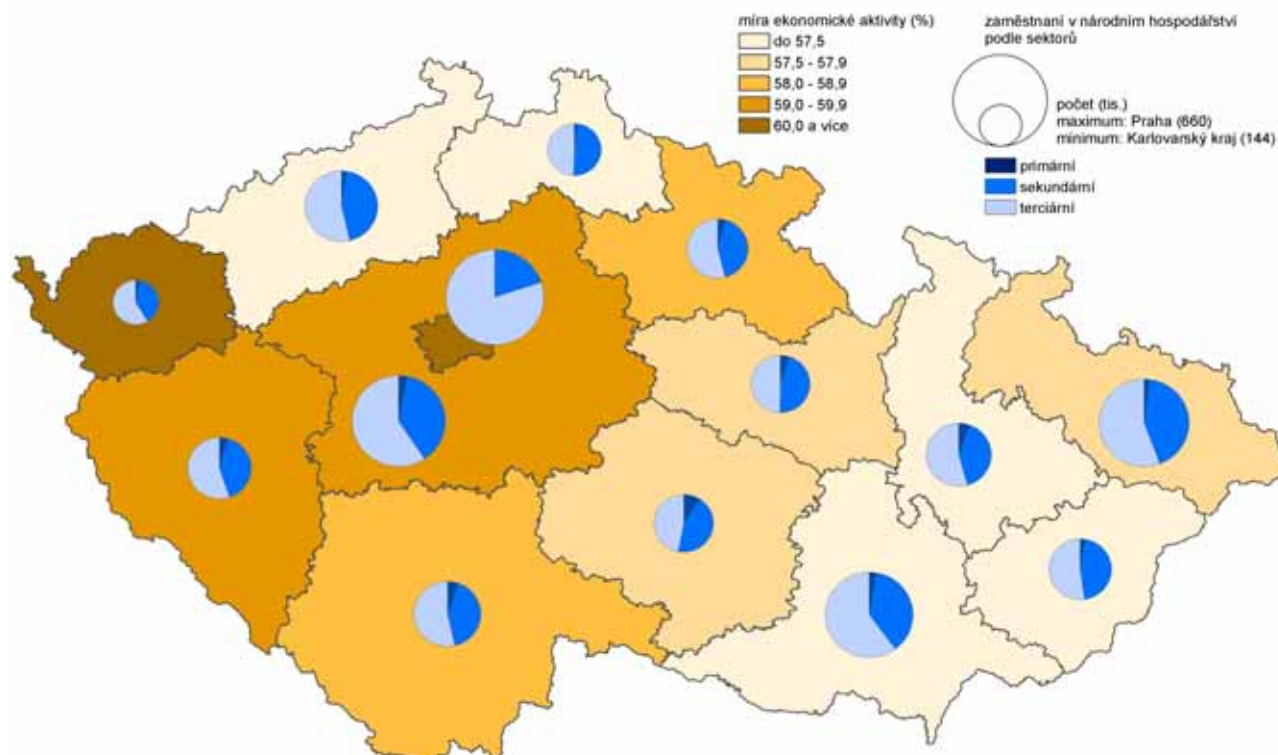 míra ekonomické aktivity (%)
do 57,5
57,5 - 57,9
58,0 - 58,9
59,0 - 59,9
60,0 a více
zaměstnaní v národním hospodářství
podle sektorů
počet (tis.)
maximum: Praha (660)
minimum: Karlovarský kraj (144)
primární
sekundární
terciární